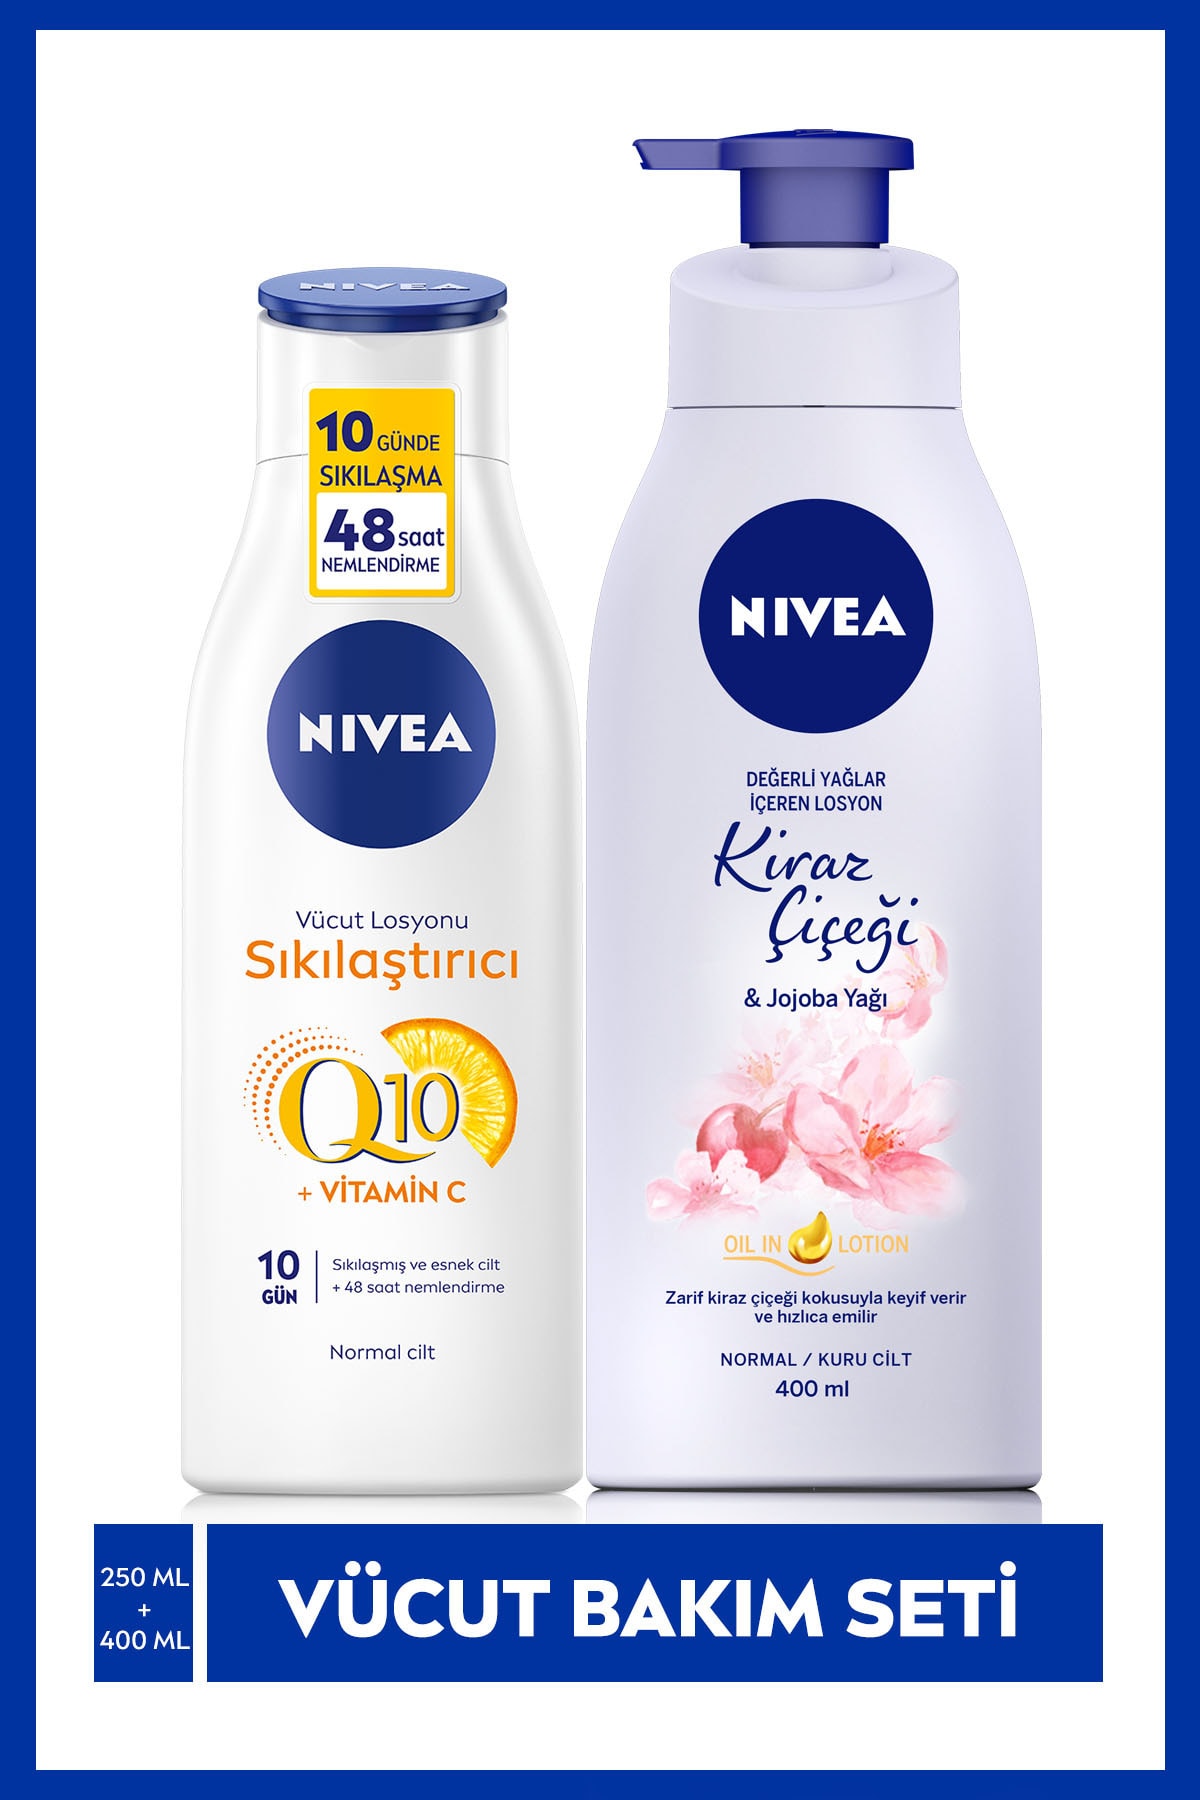 NIVEA
10 GÜNDE
SIKILAŞMA
48 saat
NEMLENDİRME
NIVEA
Vücut Losyonu
Sıkılaştırıcı
Q10
+ VİTAMİN C
10
GÜN
Sıkılaşmış ve esnek cilt
+ 48 saat nemlendirme
Normal cilt
NIVEA
DEĞERLİ YAĞLAR
İÇEREN LOSYON
Kiraz
Çiçeği
& Jojoba Yağı
OIL IN LOTION
Zarif kiraz çiçeği kokusuyla keyif verir
ve hızlıca emilir
NORMAL / KURU CİLT
400 ml
250 ML
+
400 ML
VÜCUT BAKIM SETİ